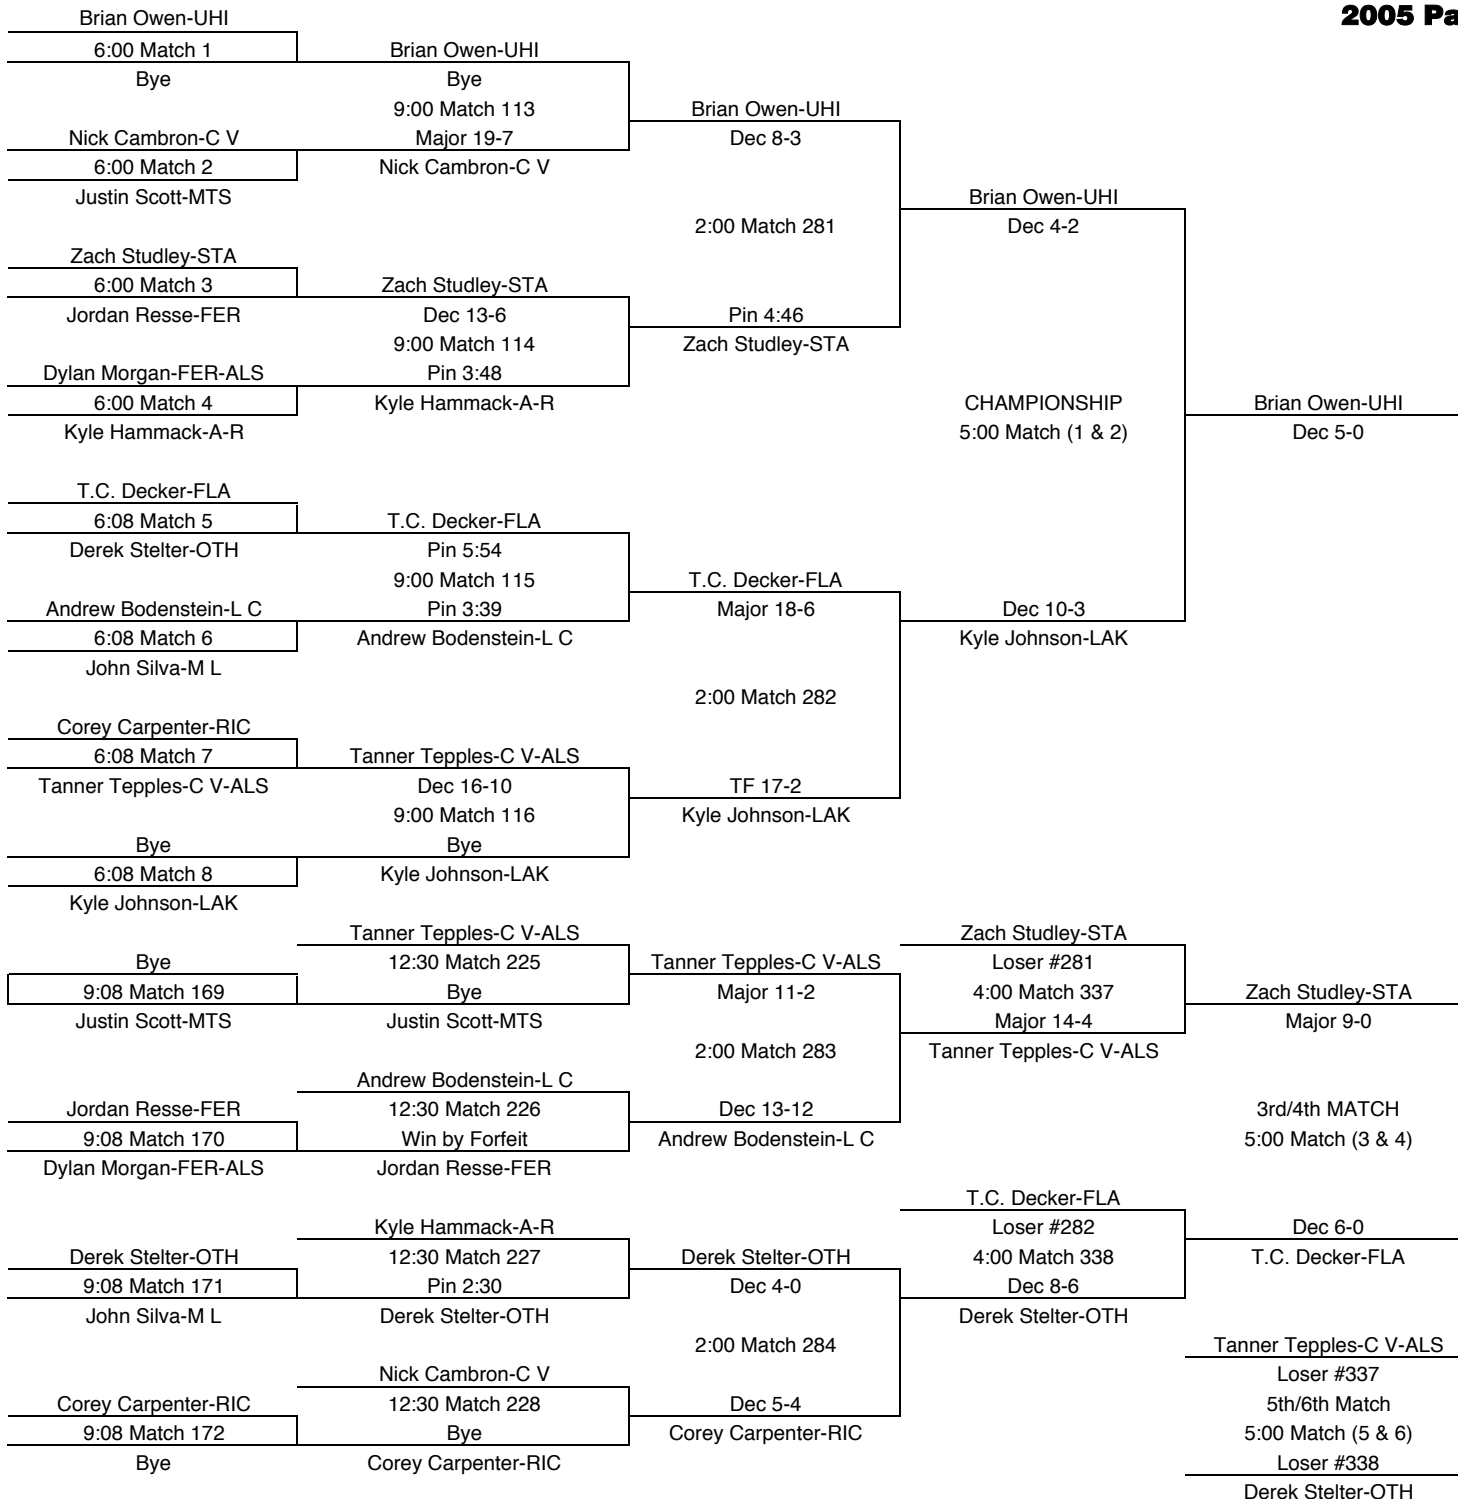 2005 Pa
Brian Owen-UHI
6:00 Match 1
Bye
Nick Cambron-C V
6:00 Match 2
Justin Scott-MTS
Zach Studley-STA
6:00 Match 3
Jordan Resse-FER
Dylan Morgan-FER-ALS
6:00 Match 4
Kyle Hammack-A-R
T.C. Decker-FLA
6:08 Match 5
Derek Stelter-OTH
Andrew Bodenstein-L C
6:08 Match 6
John Silva-M L
Corey Carpenter-RIC
6:08 Match 7
Tanner Tepples-C V-ALS
Bye
6:08 Match 8
Kyle Johnson-LAK
Brian Owen-UHI
Bye
9:00 Match 113
Major 19-7
Nick Cambron-C V
Zach Studley-STA
Dec 13-6
9:00 Match 114
Pin 3:48
Kyle Hammack-A-R
T.C. Decker-FLA
Pin 5:54
9:00 Match 115
Pin 3:39
Andrew Bodenstein-L C
Tanner Tepples-C V-ALS
Dec 16-10
9:00 Match 116
Bye
Kyle Johnson-LAK
Brian Owen-UHI
Dec 8-3
2:00 Match 281
Pin 4:46
Zach Studley-STA
T.C. Decker-FLA
Major 18-6
2:00 Match 282
TF 17-2
Kyle Johnson-LAK
Brian Owen-UHI
Dec 4-2
CHAMPIONSHIP
5:00 Match (1 & 2)
Dec 10-3
Kyle Johnson-LAK
Brian Owen-UHI
Dec 5-0
Bye
9:08 Match 169
Justin Scott-MTS
Jordan Resse-FER
9:08 Match 170
Dylan Morgan-FER-ALS
Derek Stelter-OTH
9:08 Match 171
John Silva-M L
Corey Carpenter-RIC
9:08 Match 172
Bye
Tanner Tepples-C V-ALS
12:30 Match 225
Bye
Justin Scott-MTS
Andrew Bodenstein-L C
12:30 Match 226
Win by Forfeit
Jordan Resse-FER
Kyle Hammack-A-R
12:30 Match 227
Pin 2:30
Derek Stelter-OTH
Nick Cambron-C V
12:30 Match 228
Bye
Corey Carpenter-RIC
Tanner Tepples-C V-ALS
Major 11-2
2:00 Match 283
Dec 13-12
Andrew Bodenstein-L C
Derek Stelter-OTH
Dec 4-0
2:00 Match 284
Dec 5-4
Corey Carpenter-RIC
Zach Studley-STA
Loser #281
4:00 Match 337
Major 14-4
Tanner Tepples-C V-ALS
T.C. Decker-FLA
Loser #282
4:00 Match 338
Dec 8-6
Derek Stelter-OTH
Zach Studley-STA
Major 9-0
3rd/4th MATCH
5:00 Match (3 & 4)
Dec 6-0
T.C. Decker-FLA
Tanner Tepples-C V-ALS
Loser #337
5th/6th Match
5:00 Match (5 & 6)
Loser #338
Derek Stelter-OTH